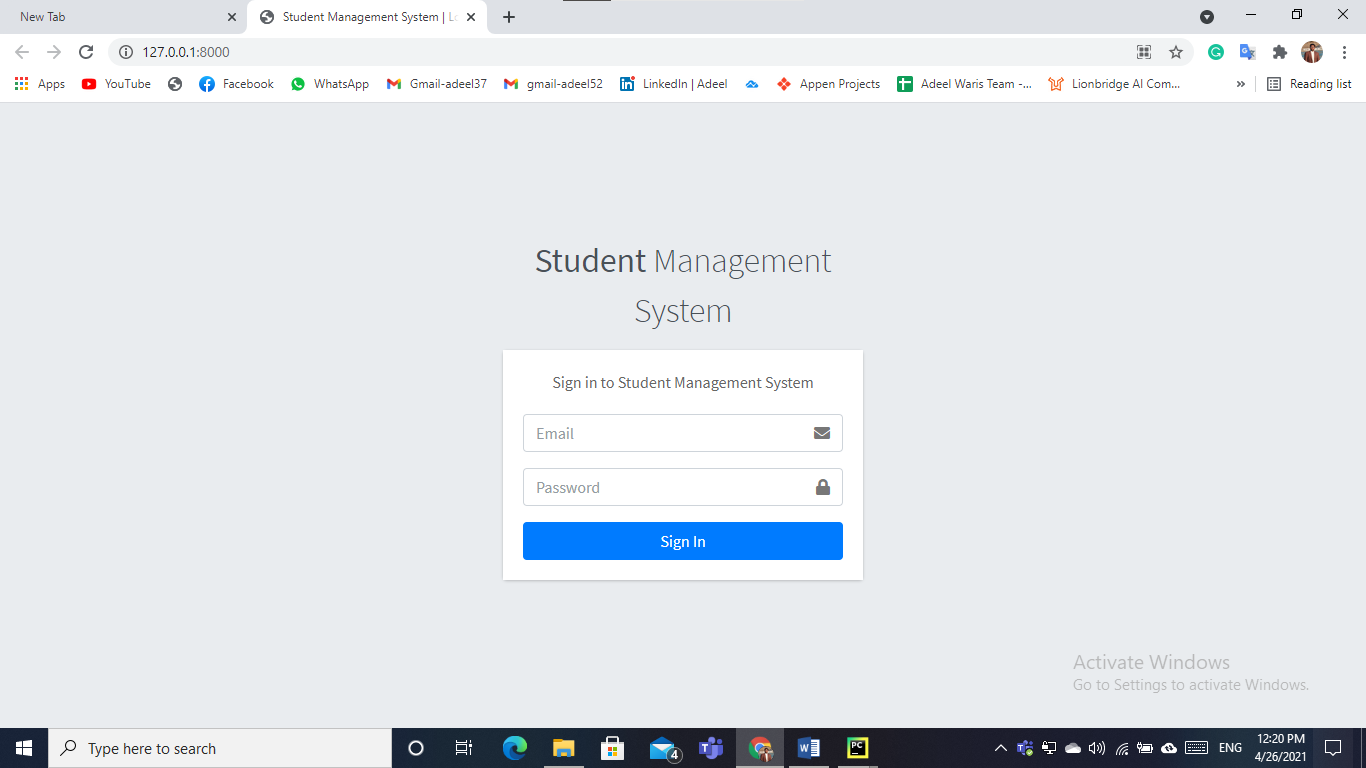 New Tab
Student Management System | Lo
127.0.0.1:8000
Apps YouTube Facebook WhatsApp Gmail-adeel37 gmail-adeel52 LinkedIn | Adeel Appen Projects Adeel Waris Team -... Lionbridge AI Com... » Reading list
Student Management
System
Sign in to Student Management System
Email
Password
Sign In
Activate Windows
Go to Settings to activate Windows.
Type here to search
4
PC
ENG
12:20 PM
4/26/2021